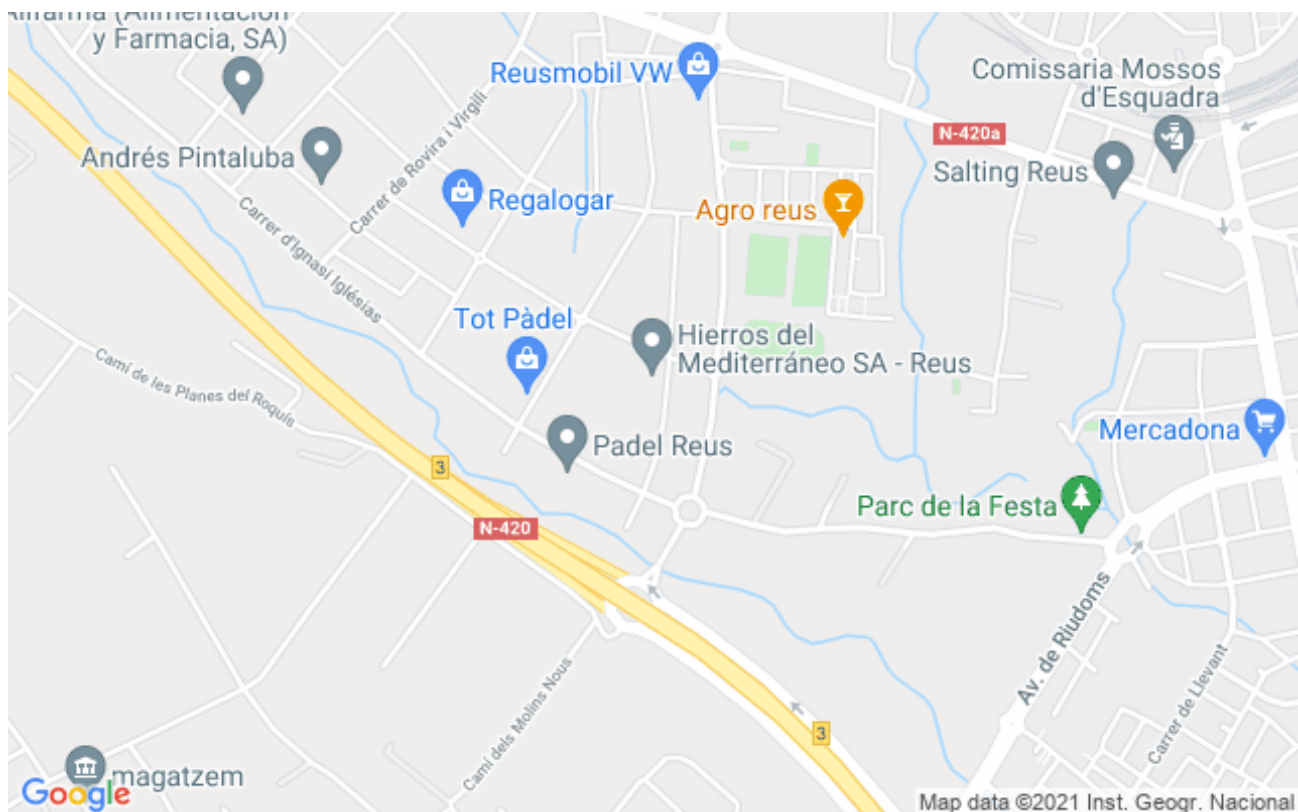 Alifarma (Alimentación
y Farmacia, SA)
Reusmobil VW
Comissaria Mossos
d'Esquadra
N-420a
Andrés Pintaluba
Carrer de Rovira i Virgili
Salting Reus
Regalogar
Agro reus
Carrer d'Ignasi Iglésias
Tot Pàdel
Hierros del
Mediterráneo SA - Reus
Camí de les Planes del Roquís
Mercadona
Padel Reus
3
Parc de la Festa
N-420
Av. de Riudoms
Carrer de Llevant
Camí dels Molins Nous
3
magatzem
Google
Map data ©2021 Inst. Geogr. Nacional